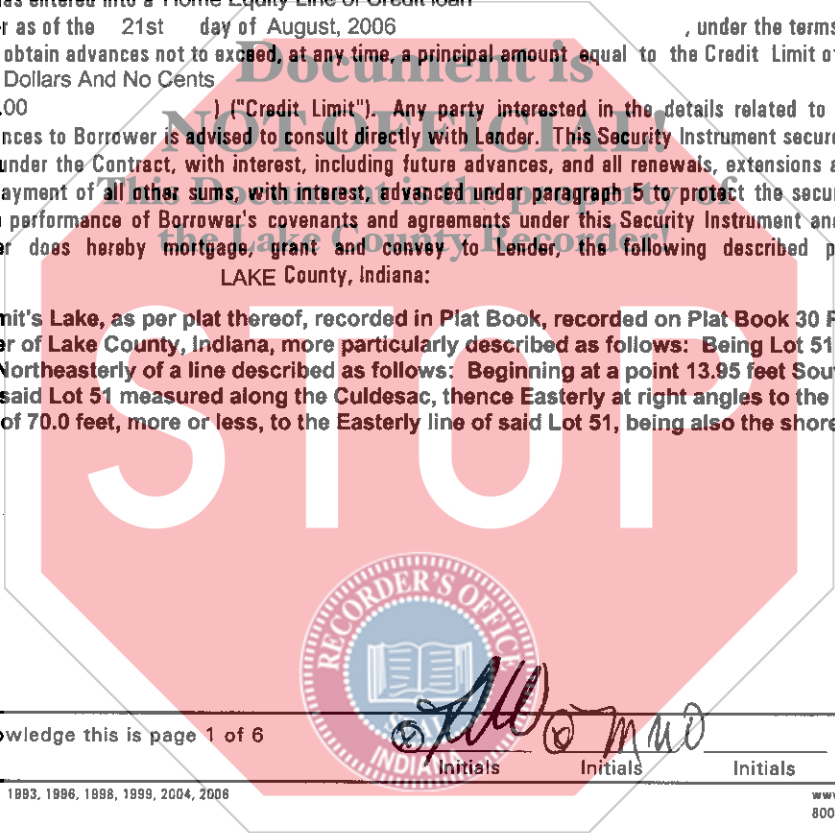 as entered into a Home Equity Line of Credit loan
r as of the 21st day of August, 2006 , under the terms
obtain advances not to exceed, at any time, a principal amount equal to the Credit Limit o
Dollars And No Cents
.00 ) ("Credit Limit"). Any party interested in the details related to
nces to Borrower is advised to consult directly with Lender. This Security Instrument secur
under the Contract, with interest, including future advances, and all renewals, extensions a
ayment of all other sums, with interest, advanced under paragraph 5 to protect the secur
performance of Borrower's covenants and agreements under this Security Instrument and
er does hereby mortgage, grant and convey to Lender, the following described p
LAKE County, Indiana:
Document is
NOT OFFICIAL!
This Document is the property of
the Lake County Recorder!
mit's Lake, as per plat thereof, recorded in Plat Book, recorded on Plat Book 30 P
er of Lake County, Indiana, more particularly described as follows: Being Lot 51
Northeasterly of a line described as follows: Beginning at a point 13.95 feet Sou
said Lot 51 measured along the Culdesac, thence Easterly at right angles to the
of 70.0 feet, more or less, to the Easterly line of said Lot 51, being also the shore
STOP
RECORDER'S OFFICE
SEAL
INDIANA
owledge this is page 1 of 6
Initials Initials Initials
1993, 1996, 1998, 1999, 2004, 2006
www
800